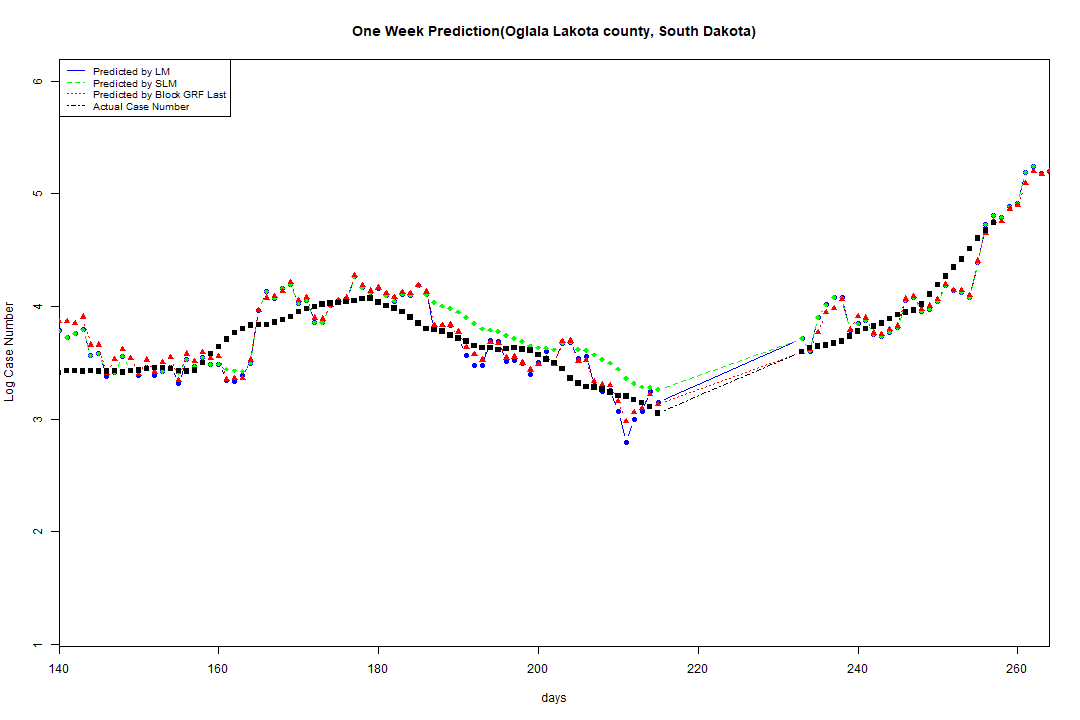 One Week Prediction(Oglala Lakota county, South Dakota)
Predicted by LM
Predicted by SLM
Predicted by Block GRF Last
Actual Case Number
6
5
4
3
2
1
Log Case Number
140 160 180 200 220 240 260
days